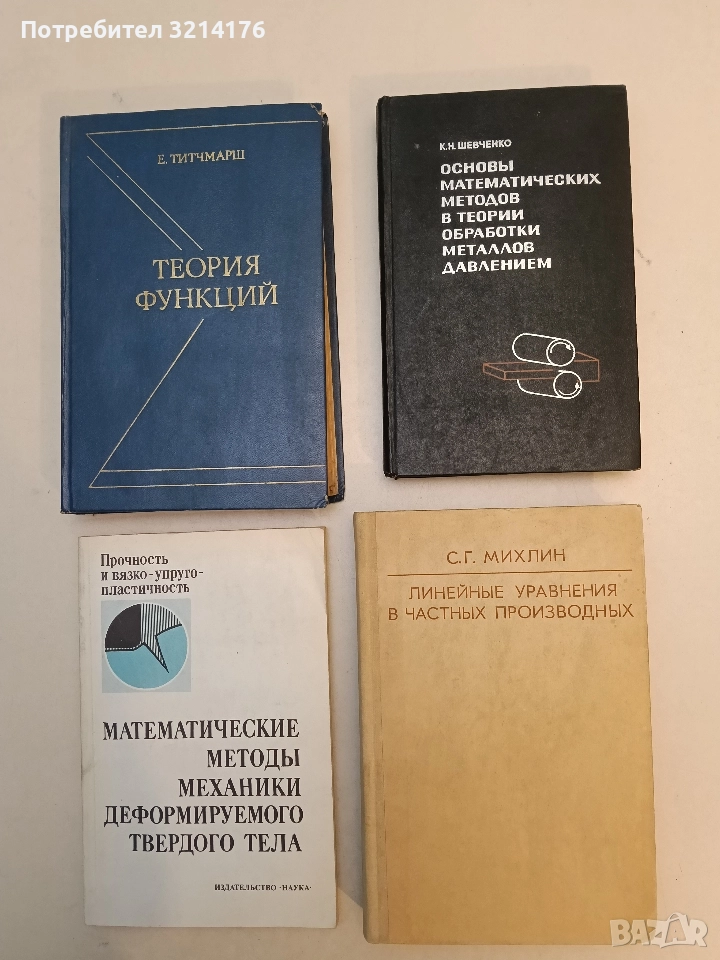 Потребител 3214176
Е. ТИТЧМАРШ
ТЕОРИЯ
ФУНКЦИЙ
К.Н. ШЕВЧЕНКО
ОСНОВЫ
МАТЕМАТИЧЕСКИХ
МЕТОДОВ
В ТЕОРИИ
ОБРАБОТКИ
МЕТАЛЛОВ
ДАВЛЕНИЕМ
Прочность
и вязко-упруго-
пластичность
МАТЕМАТИЧЕСКИЕ
МЕТОДЫ
МЕХАНИКИ
ДЕФОРМИРУЕМОГО
ТВЕРДОГО ТЕЛА
ИЗДАТЕЛЬСТВО «НАУКА»
С.Г. МИХЛИН
ЛИНЕЙНЫЕ УРАВНЕНИЯ
В ЧАСТНЫХ ПРОИЗВОДНЫХ
BAZAR